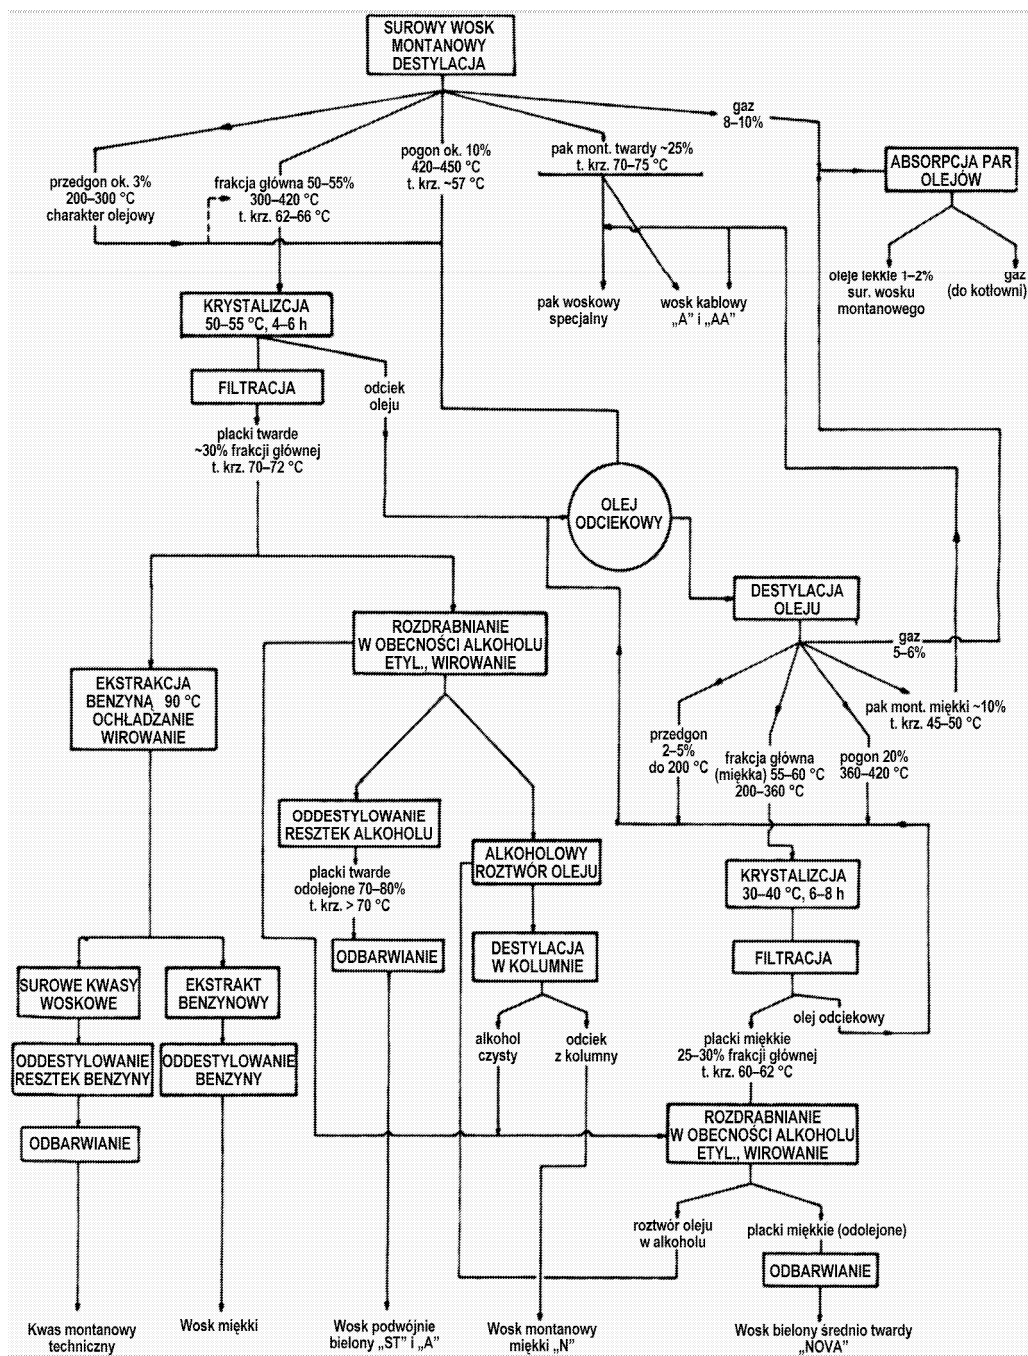 SUROWY WOSK
MONTANOWY
DESTYLACJA
gaz
8–10%
przedgon ok. 3%
200–300 °C
charakter olejowy
frakcja główna 50–55%
300–420 °C
t. krz. 62–66 °C
pogon ok. 10%
420–450 °C
t. krz. ~57 °C
pak mont. twardy ~25%
t. krz. 70–75 °C
ABSORPCJA PAR
OLEJÓW
oleje lekkie 1–2%
sur. wosku
montanowego
gaz
(do kotłowni)
pak woskowy
specjalny
wosk kablowy
„A” i „AA”
KRYSTALIZCJA
50–55 °C, 4–6 h
FILTRACJA
odciek
oleju
placki twarde
~30% frakcji głównej
t. krz. 70–72 °C
OLEJ
ODCIEKOWY
DESTYLACJA
OLEJU
gaz
5–6%
ROZDRABNIANIE
W OBECNOŚCI ALKOHOLU
ETYL., WIROWANIE
EKSTRAKCJA
BENZYNĄ 90 °C
OCHŁADZANIE
WIROWANIE
przedgon
2–5%
do 200 °C
frakcja główna
(miękka) 55–60 °C
200–360 °C
pogon 20%
360–420 °C
pak mont. miękki ~10%
t. krz. 45–50 °C
ODDESTYLOWANIE
RESZTEK ALKOHOLU
placki twarde
odolejone 70–80%
t. krz. > 70 °C
ALKOHOLOWY
ROZTWÓR OLEJU
KRYSTALIZCJA
30–40 °C, 6–8 h
ODBARWIANIE
DESTYLACJA
W KOLUMNIE
FILTRACJA
SUROWE KWASY
WOSKOWE
EKSTRAKT
BENZYNOWY
olej odciekowy
alkohol
czysty
odciek
z kolumny
placki miękkie
25–30% frakcji głównej
t. krz. 60–62 °C
ODDESTYLOWANIE
RESZTEK BENZYNY
ODDESTYLOWANIE
BENZYNY
ODBARWIANIE
ROZDRABNIANIE
W OBECNOŚCI ALKOHOLU
ETYL., WIROWANIE
roztwór oleju
w alkoholu
placki miękkie (odolejone)
ODBARWIANIE
Kwas montanowy
techniczny
Wosk miękki
Wosk podwójnie
bielony „ST” i „A”
Wosk montanowy
miękki „N”
Wosk bielony średnio twardy
„NOVA”